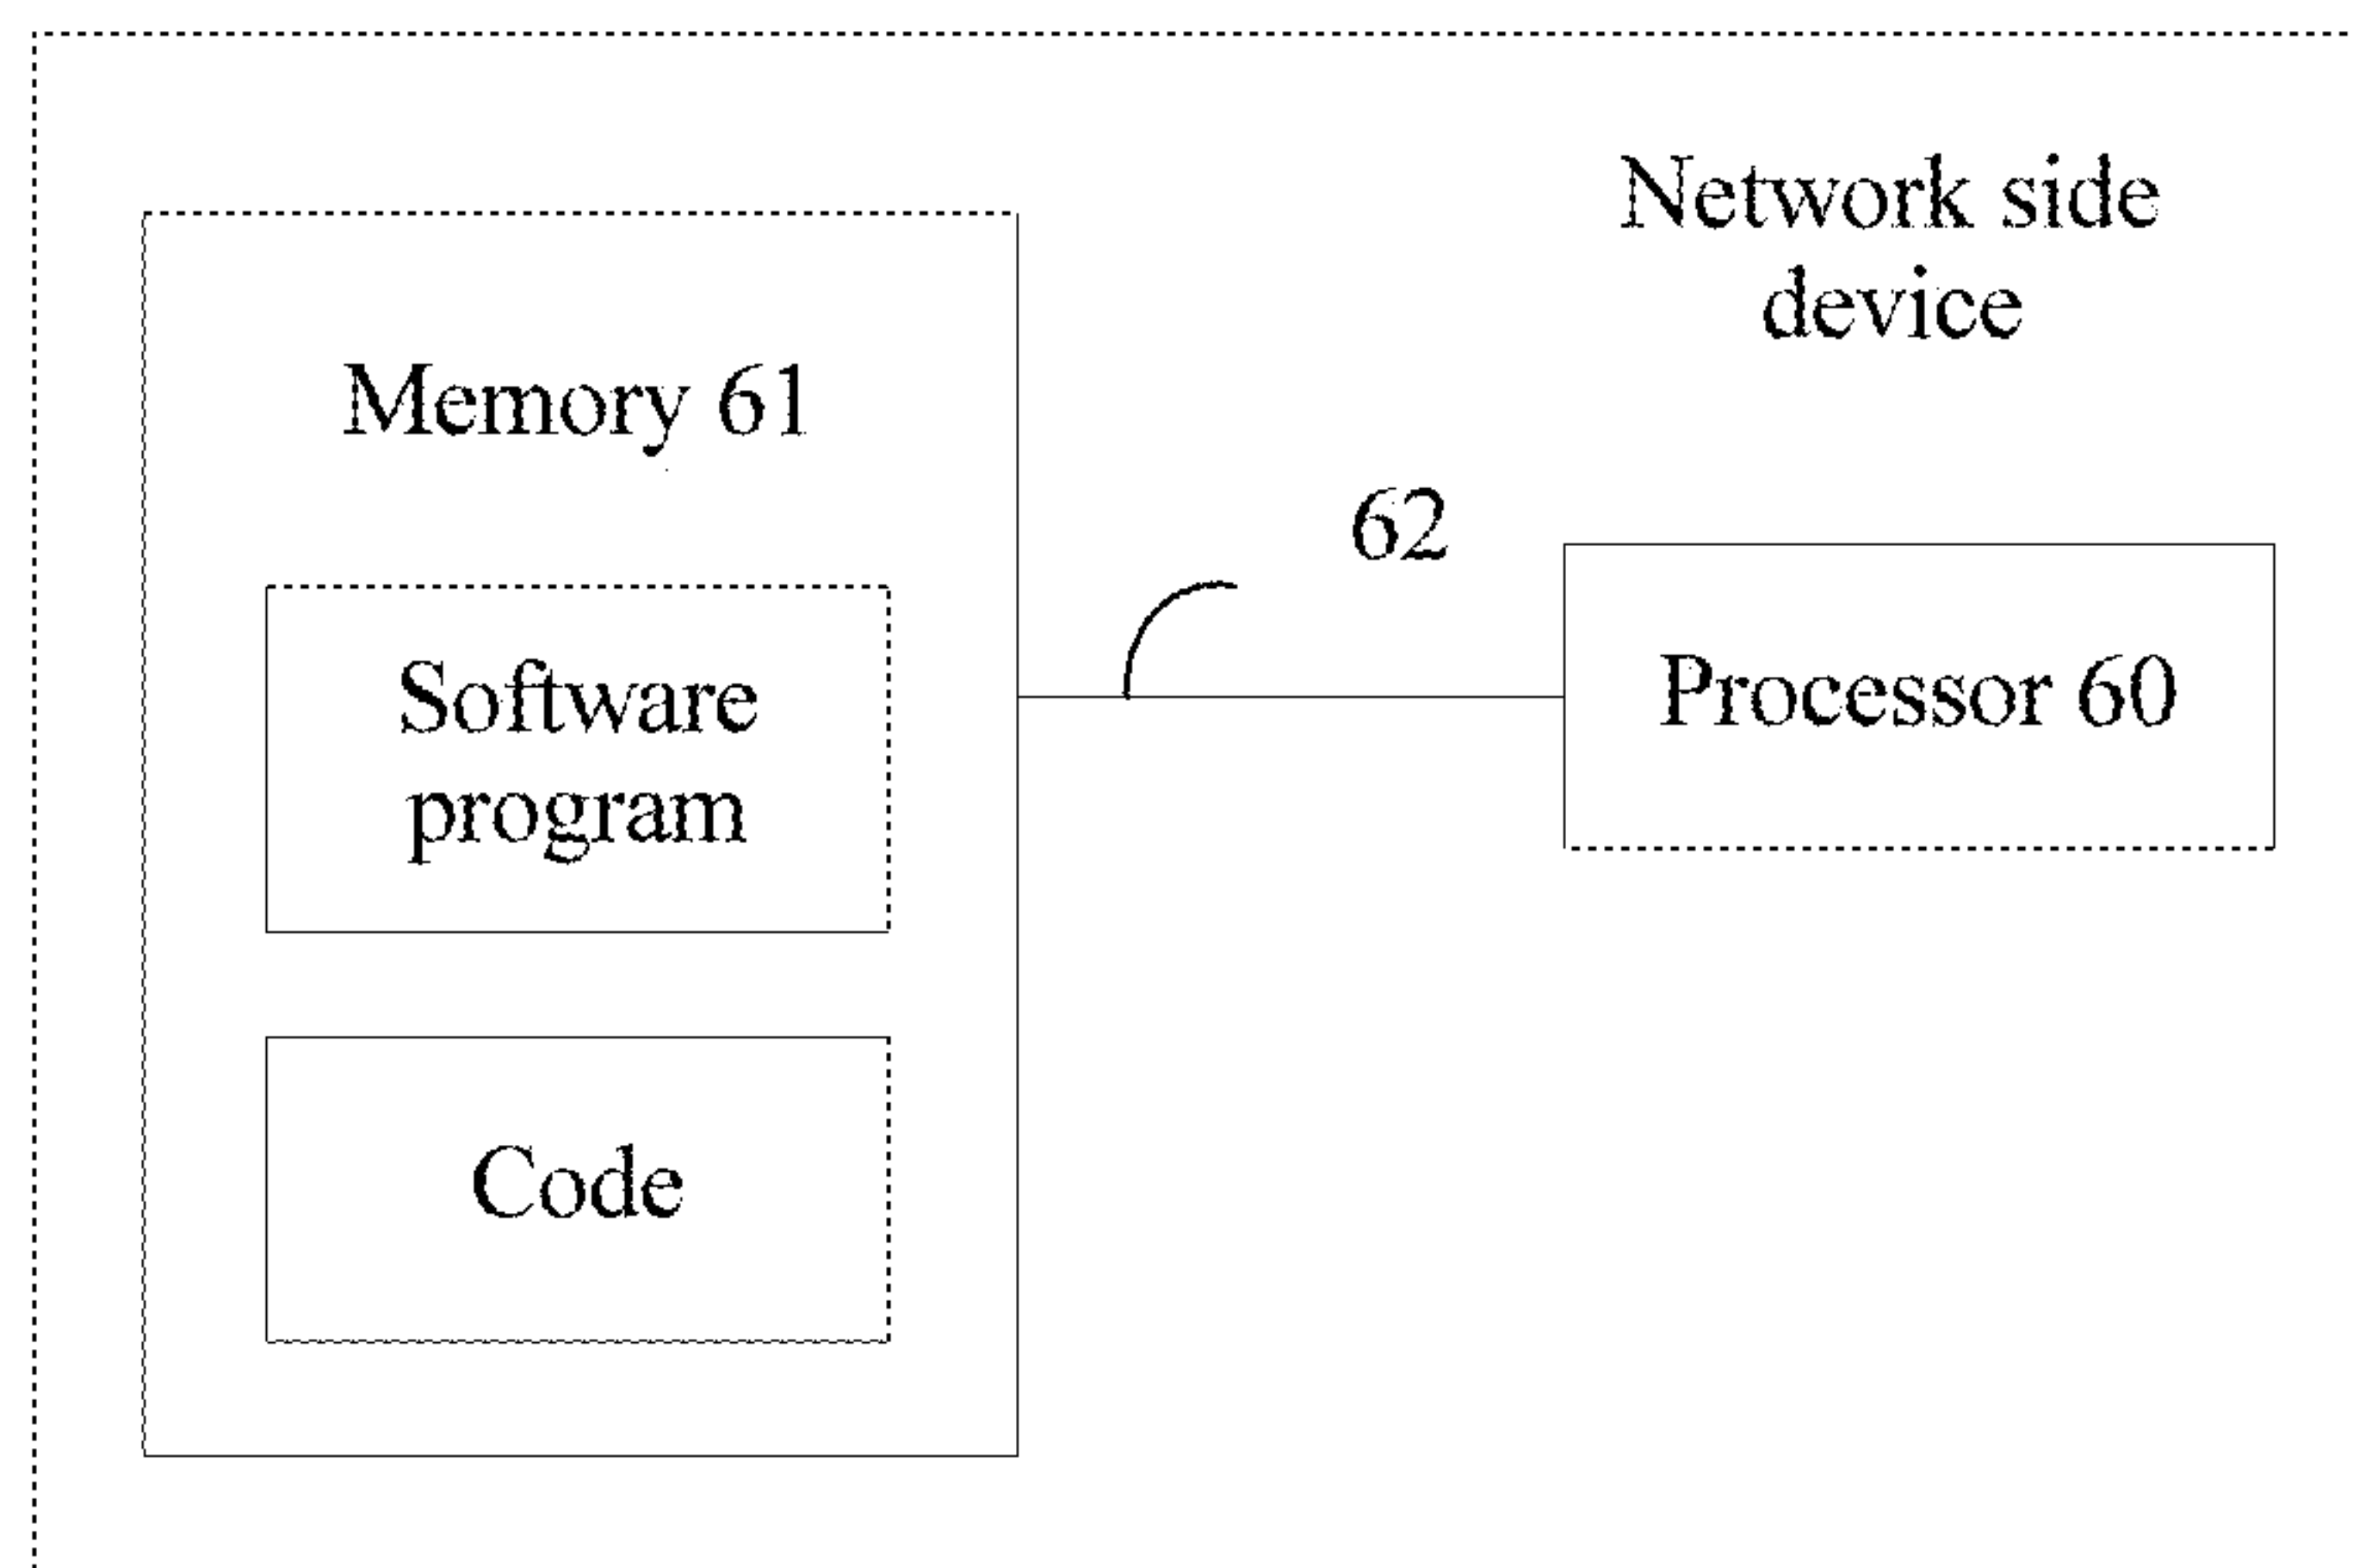 Network side
device
Memory 61
62
Software
program
Processor 60
Code